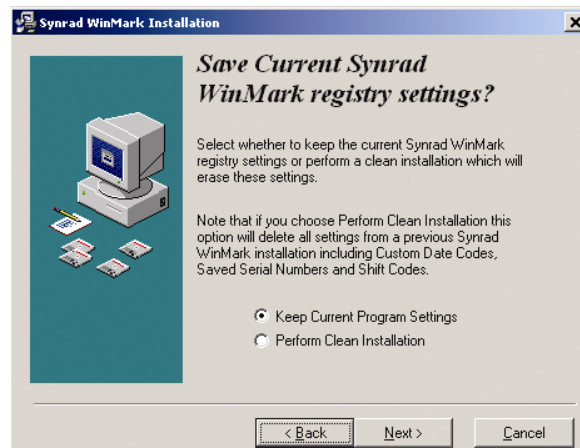 Synrad WinMark Installation
Save Current Synrad
WinMark registry settings?
Select whether to keep the current Synrad WinMark
registry settings or perform a clean installation which will
erase these settings.
Note that if you choose Perform Clean Installation this
option will delete all settings from a previous Synrad
WinMark installation including Custom Date Codes,
Saved Serial Numbers and Shift Codes.
Keep Current Program Settings
Perform Clean Installation
< Back Next > Cancel